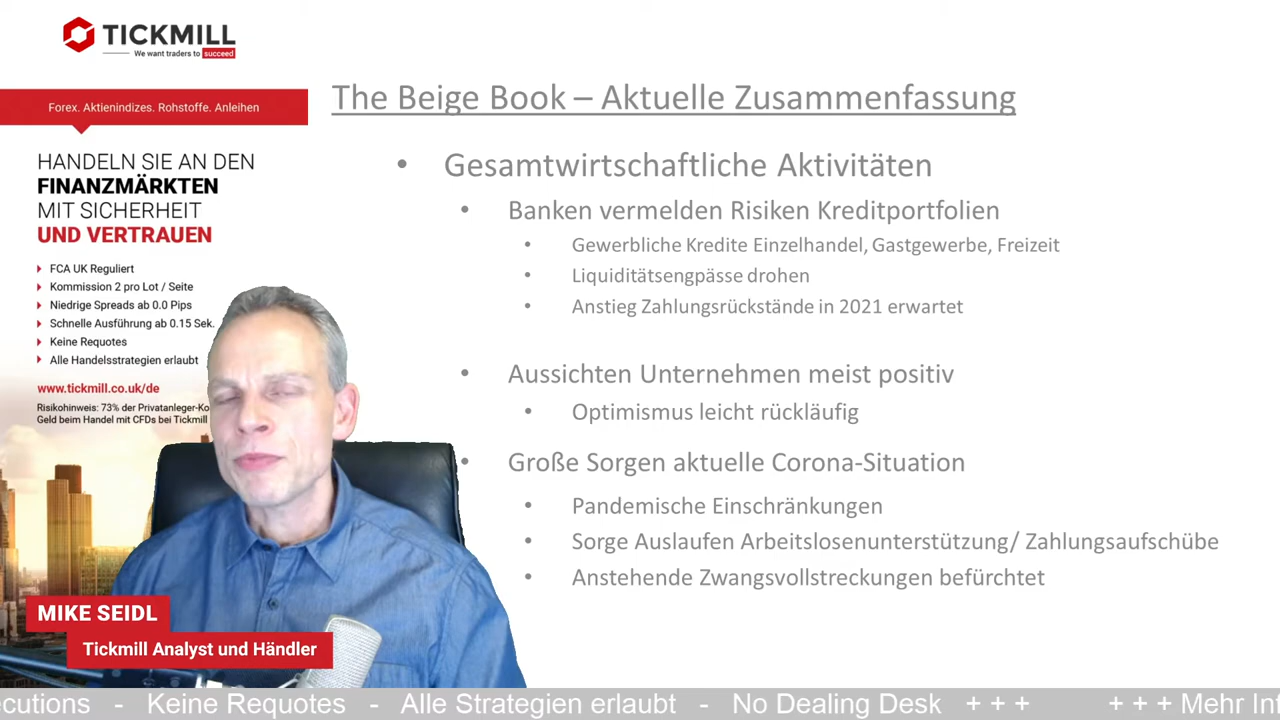 TICKMILL
We want traders to succeed
Forex. Aktienindizes. Rohstoffe. Anleihen
HANDELN SIE AN DEN
FINANZMÄRKTEN
MIT SICHERHEIT
UND VERTRAUEN
FCA UK Reguliert
Kommission 2 pro Lot / Seite
Niedrige Spreads ab 0.0 Pips
Schnelle Ausführung ab 0.15 Sek.
Keine Requotes
Alle Handelsstrategien erlaubt
www.tickmill.co.uk/de
Risikohinweis: 73% der Privatanleger-Ko
Geld beim Handel mit CFDs bei Tickmill
The Beige Book – Aktuelle Zusammenfassung
• Gesamtwirtschaftliche Aktivitäten
• Banken vermelden Risiken Kreditportfolien
• Gewerbliche Kredite Einzelhandel, Gastgewerbe, Freizeit
• Liquiditätsengpässe drohen
• Anstieg Zahlungsrückstände in 2021 erwartet
• Aussichten Unternehmen meist positiv
• Optimismus leicht rückläufig
• Große Sorgen aktuelle Corona-Situation
• Pandemische Einschränkungen
• Sorge Auslaufen Arbeitslosenunterstützung/ Zahlungsaufschübe
• Anstehende Zwangsvollstreckungen befürchtet
MIKE SEIDL
Tickmill Analyst und Händler
ecutions - Keine Requotes - Alle Strategien erlaubt - No Dealing Desk +++ +++ Mehr In